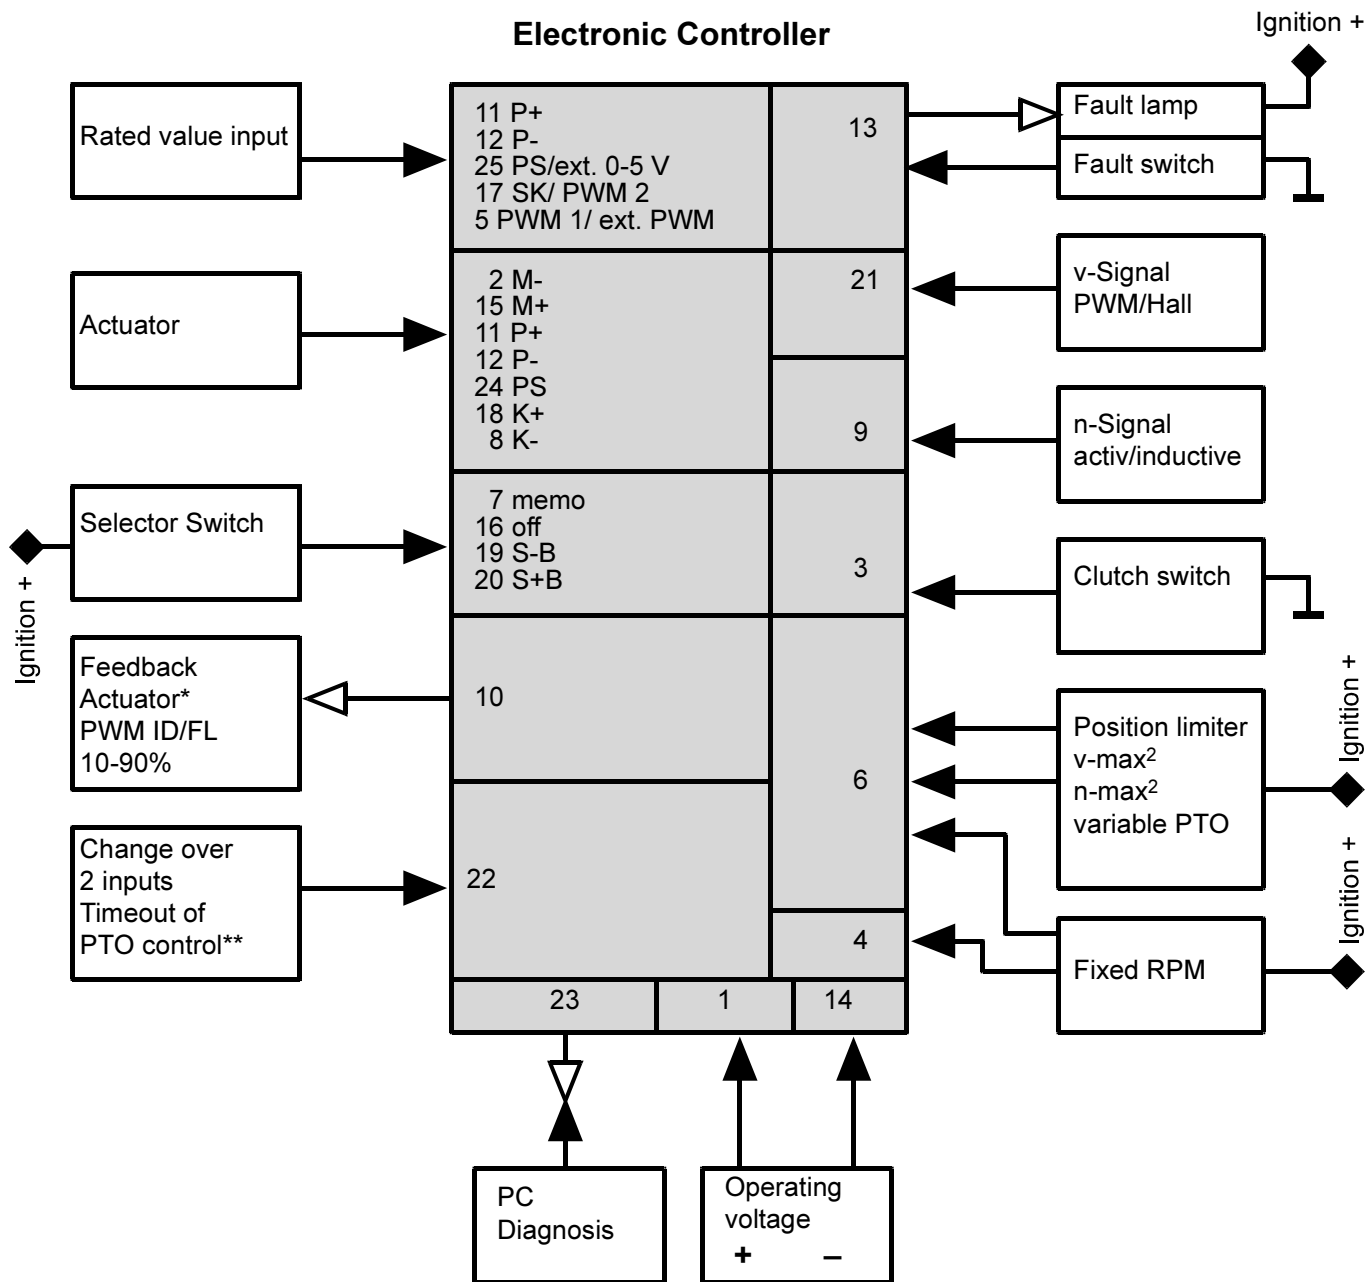 Electronic Controller
Ignition +
Rated value input
11 P+
12 P-
25 PS/ext. 0-5 V
17 SK/ PWM 2
5 PWM 1/ ext. PWM
13
Fault lamp
Fault switch
Actuator
2 M-
15 M+
11 P+
12 P-
24 PS
18 K+
8 K-
21
v-Signal
PWM/Hall
9
n-Signal
activ/inductive
Selector Switch
Ignition +
7 memo
16 off
19 S-B
20 S+B
3
Clutch switch
Feedback
Actuator*
PWM ID/FL
10-90%
10
6
Position limiter
v-max²
n-max²
variable PTO
Ignition +
Change over
2 inputs
Timeout of
PTO control**
22
4
Fixed RPM
Ignition +
23
1
14
PC
Diagnosis
Operating
voltage
+ –